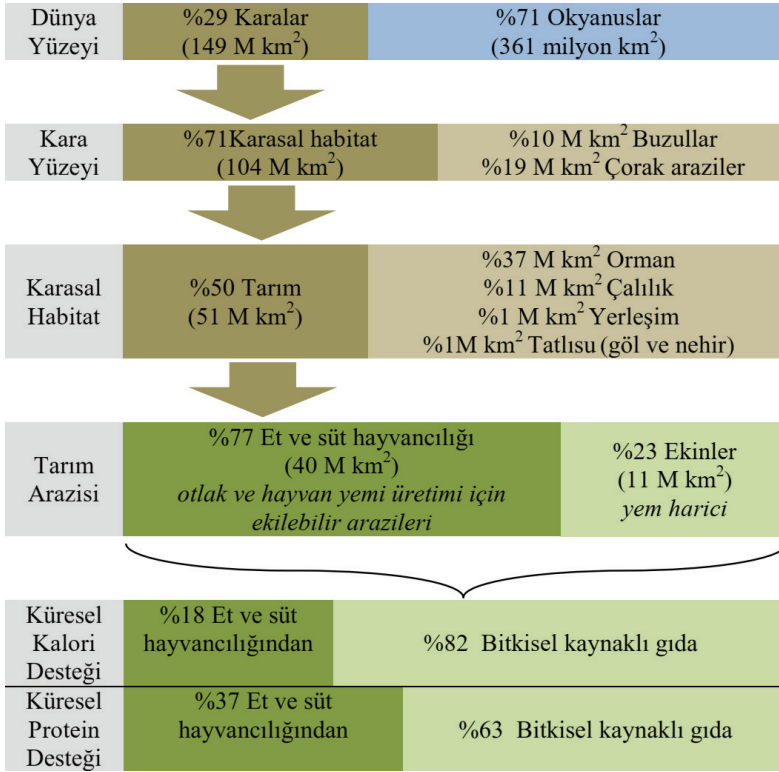 Dünya
Yüzeyi
%29 Karalar
(149 M km²)
%71 Okyanuslar
(361 milyon km²)
Kara
Yüzeyi
%71Karasal habitat
(104 M km²)
%10 M km² Buzullar
%19 M km² Çorak araziler
Karasal
Habitat
%50 Tarım
(51 M km²)
%37 M km² Orman
%11 M km² Çalılık
%1 M km² Yerleşim
%1M km² Tatlısu (göl ve nehir)
Tarım
Arazisi
%77 Et ve süt hayvancılığı
(40 M km²)
otlak ve hayvan yemi üretimi için
ekilebilir arazileri
%23 Ekinler
(11 M km²)
yem harici
Küresel
Kalori
Desteği
%18 Et ve süt
hayvancılığından
%82 Bitkisel kaynaklı gıda
Küresel
Protein
Desteği
%37 Et ve süt
hayvancılığından
%63 Bitkisel kaynaklı gıda